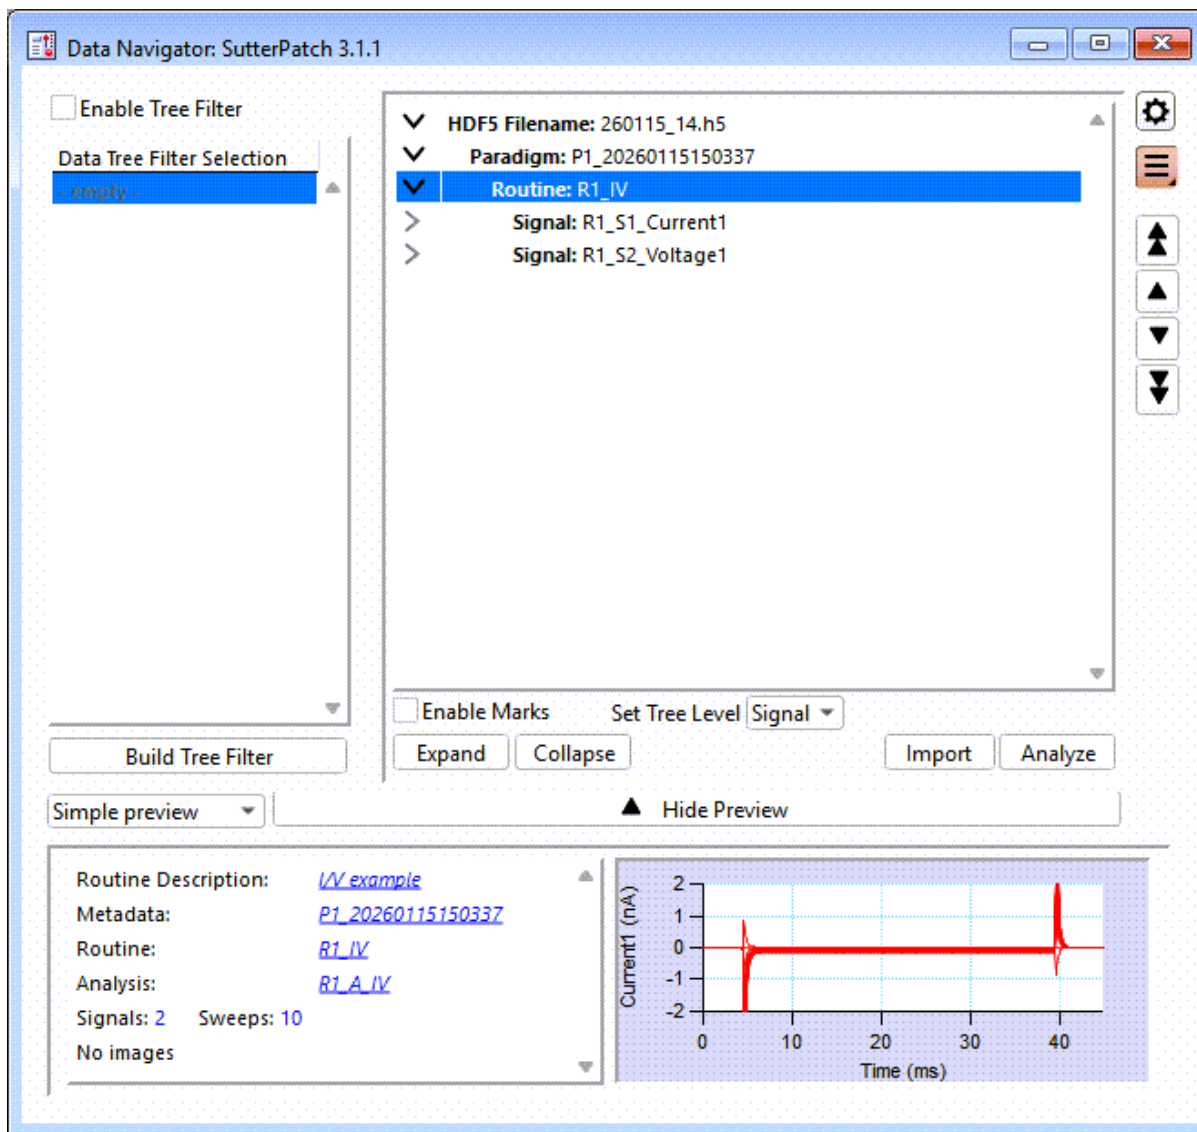 Data Navigator: SutterPatch 3.1.1
Enable Tree Filter
Data Tree Filter Selection
- empty -
Build Tree Filter
HDF5 Filename: 260115_14.h5
Paradigm: P1_20260115150337
Routine: R1_IV
Signal: R1_S1_Current1
Signal: R1_S2_Voltage1
Enable Marks Set Tree Level Signal
Expand Collapse Import Analyze
Simple preview Hide Preview
Routine Description: I/V example
Metadata: P1_20260115150337
Routine: R1_IV
Analysis: R1_A_IV
Signals: 2 Sweeps: 10
No images
Current1 (nA)
2
1
0
-1
-2
0 10 20 30 40
Time (ms)